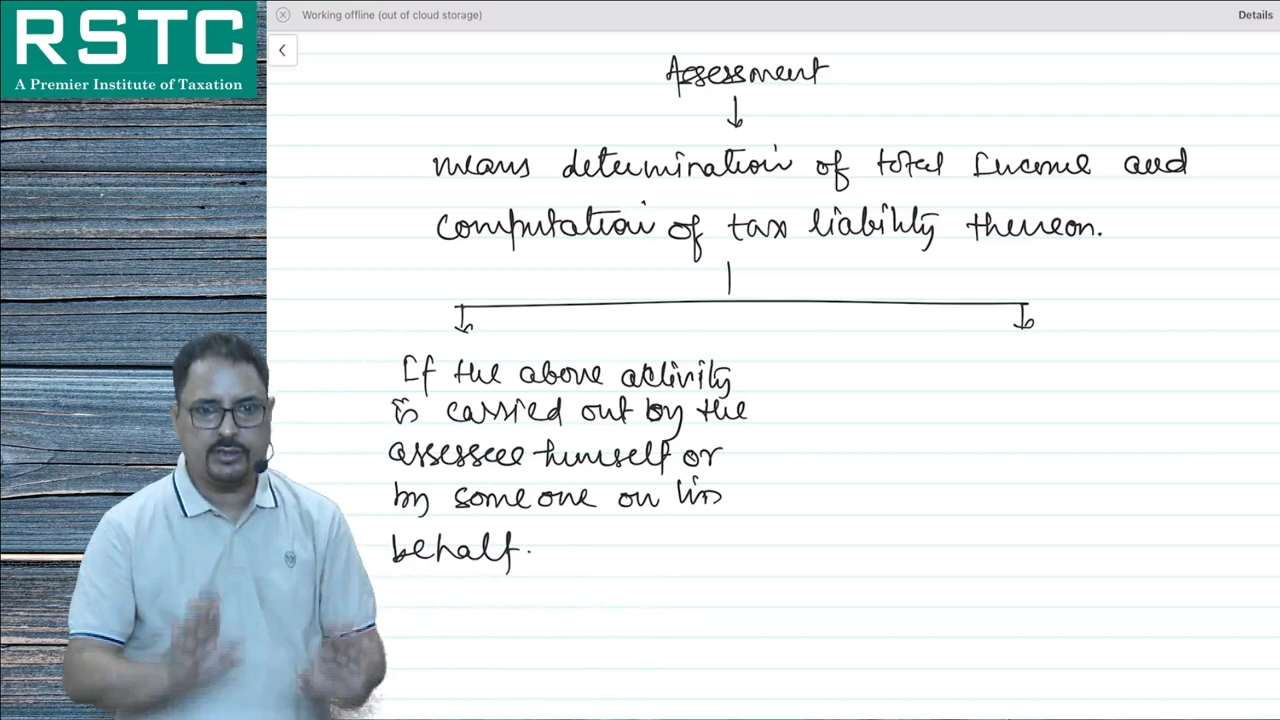 RSTC
A Premier Institute of Taxation
Working offline (out of cloud storage)
Details
Assessment
means determination of total Income and
computation of tax liability thereon.
If the above activity
is carried out by the
assessee himself or
by someone on his
behalf.